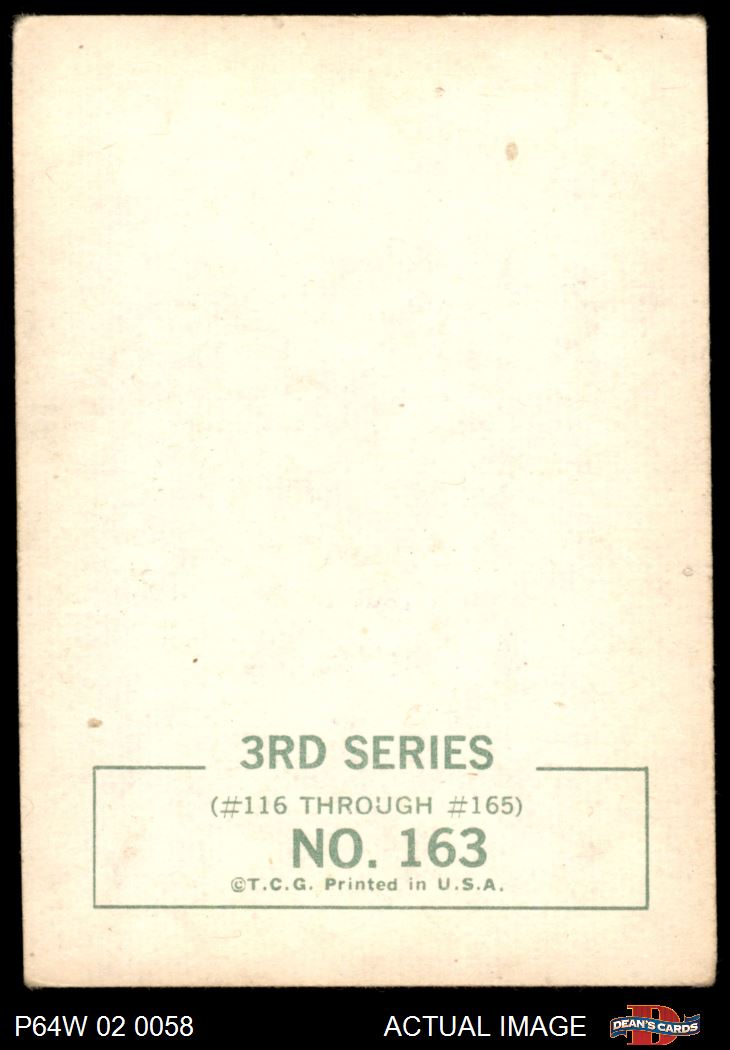 3RD SERIES
(#116 THROUGH #165)
NO. 163
©T.C.G. Printed in U.S.A.
P64W 02 0058
ACTUAL IMAGE
DEAN'S CARDS